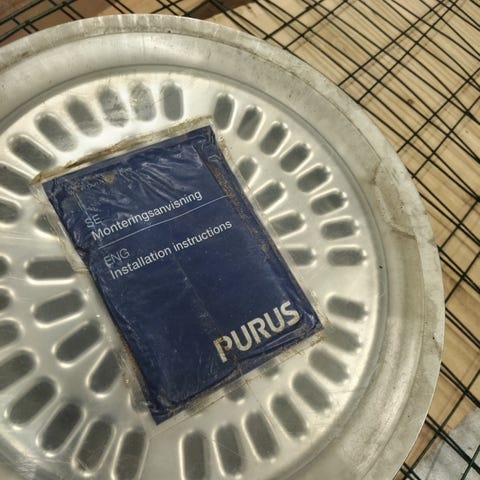 SE
Monteringsanvisning
ENG
Installation instructions
PURUS